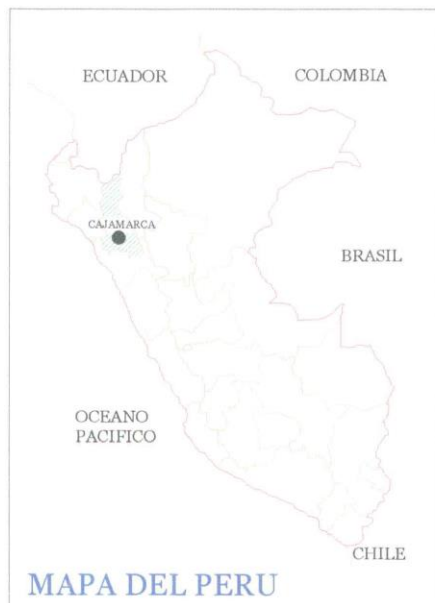 ECUADOR
COLOMBIA
CAJAMARCA
BRASIL
OCEANO
PACIFICO
CHILE
MAPA DEL PERU